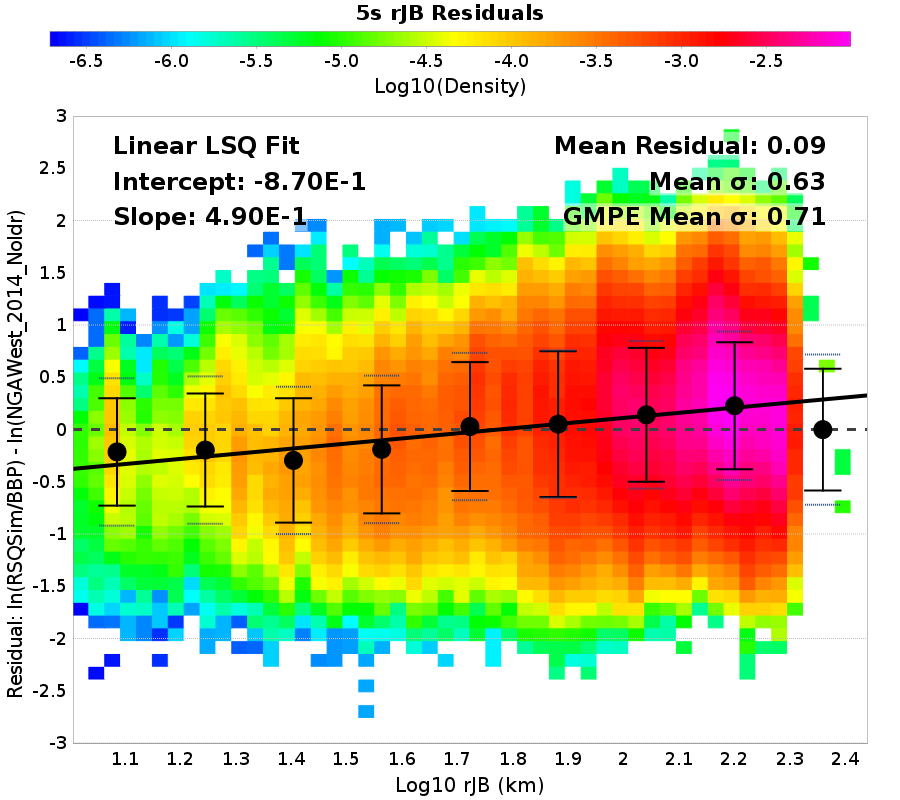 5s rJB Residuals
-6.5 -6.0 -5.5 -5.0 -4.5 -4.0 -3.5 -3.0 -2.5
Log10(Density)
Linear LSQ Fit
Intercept: -8.70E-1
Slope: 4.90E-1
Mean Residual: 0.09
Mean σ: 0.63
GMPE Mean σ: 0.71
Residual: ln(RSQSim/BBP) - ln(NGAWest_2014_NoIdr)
3
2.5
2
1.5
1
0.5
0
-0.5
-1
-1.5
-2
-2.5
-3
1.1 1.2 1.3 1.4 1.5 1.6 1.7 1.8 1.9 2 2.1 2.2 2.3 2.4
Log10 rJB (km)